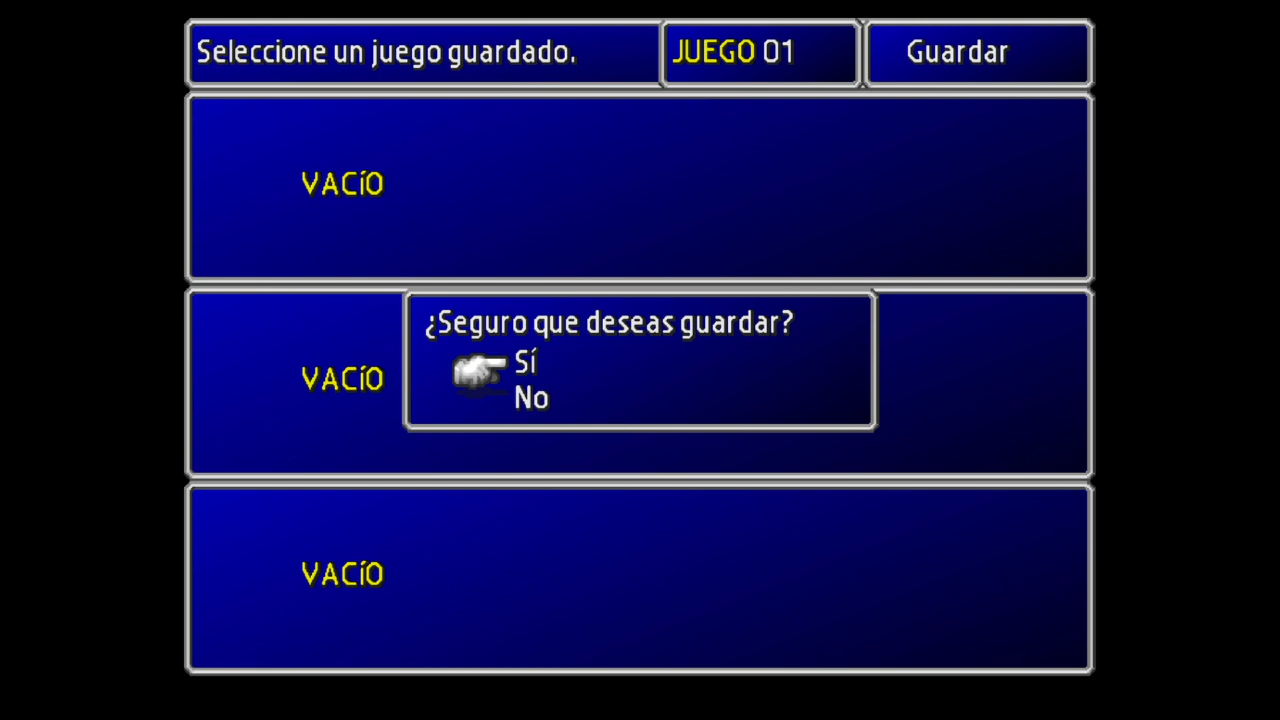 Seleccione un juego guardado.
JUEGO 01
Guardar
VACíO
¿Seguro que deseas guardar?
Sí
No
VACíO
VACíO